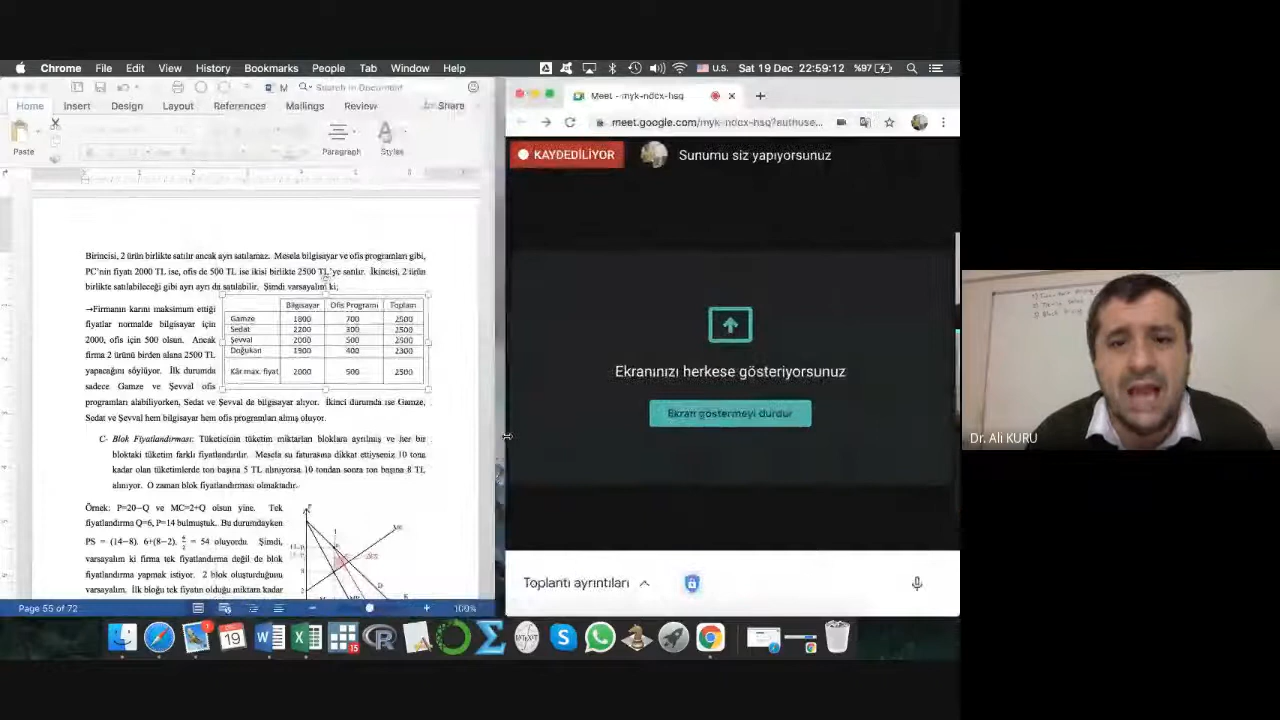 Chrome File Edit View History Bookmarks People Tab Window Help
U.S. Sat 19 Dec 22:59:12 %97
Search in Document
Home Insert Design Layout References Mailings Review Share
Paste Paragraph Styles
Birincisi, 2 ürün birlikte satılır ancak ayrı satılamaz. Mesela bilgisayar ve ofis programları gibi,
PC'nin fiyatı 2000 TL ise, ofis de 500 TL ise ikisi birlikte 2500 TL'ye satılır. İkincisi, 2 ürün
birlikte satılabileceği gibi ayrı ayrı da satılabilir. Şimdi varsayalım ki;
→Firmanın karını maksimum ettiği
fiyatlar normalde bilgisayar için
2000, ofis için 500 olsun. Ancak
firma 2 ürünü birden alana 2500 TL
yapacağını söylüyor. İlk durumda
sadece Gamze ve Şevval ofis
Bilgisayar Ofis Programı Toplam
Gamze 1800 700 2500
Sedat 2200 300 2500
Şevval 2000 500 2500
Doğukan 1900 400 2300
Kâr max. fiyat 2000 500 2500
programları alabiliyorken, Sedat ve Şevval de bilgisayar alıyor. İkinci durumda ise Gamze,
Sedat ve Şevval hem bilgisayar hem ofis programları almış oluyor.
C- Blok Fiyatlandırması: Tüketicinin tüketim miktarları bloklara ayrılmış ve her bir
bloktaki tüketim farklı fiyatlandırılır. Mesela su faturasına dikkat ettiyseniz 10 tona
kadar olan tüketimlerde ton başına 5 TL alınıyorsa 10 tondan sonra ton başına 8 TL
alınıyor. O zaman blok fiyatlandırması olmaktadır.
Örnek: P=20−Q ve MC=2+Q olsun yine. Tek
fiyatlandırma Q=6, P=14 bulmuştuk. Bu durumdayken
PS = (14−8). 6+(8−2). 6/2 = 54 oluyordu. Şimdi,
varsayalım ki firma tek fiyatlandırma değil de blok
fiyatlandırma yapmak istiyor. 2 blok oluşturduğunu
varsayalım. İlk bloğu tek fiyatın olduğu miktarı kadar
Page 55 of 72
100%
Meet - myk-ndcx-hsq
meet.google.com/myk-ndcx-hsq?authuse...
KAYDEDİLİYOR
Sunumu siz yapıyorsunuz
Ekranınızı herkese gösteriyorsunuz
Ekran göstermeyi durdur
Toplantı ayrıntıları
Dr. Ali KURU